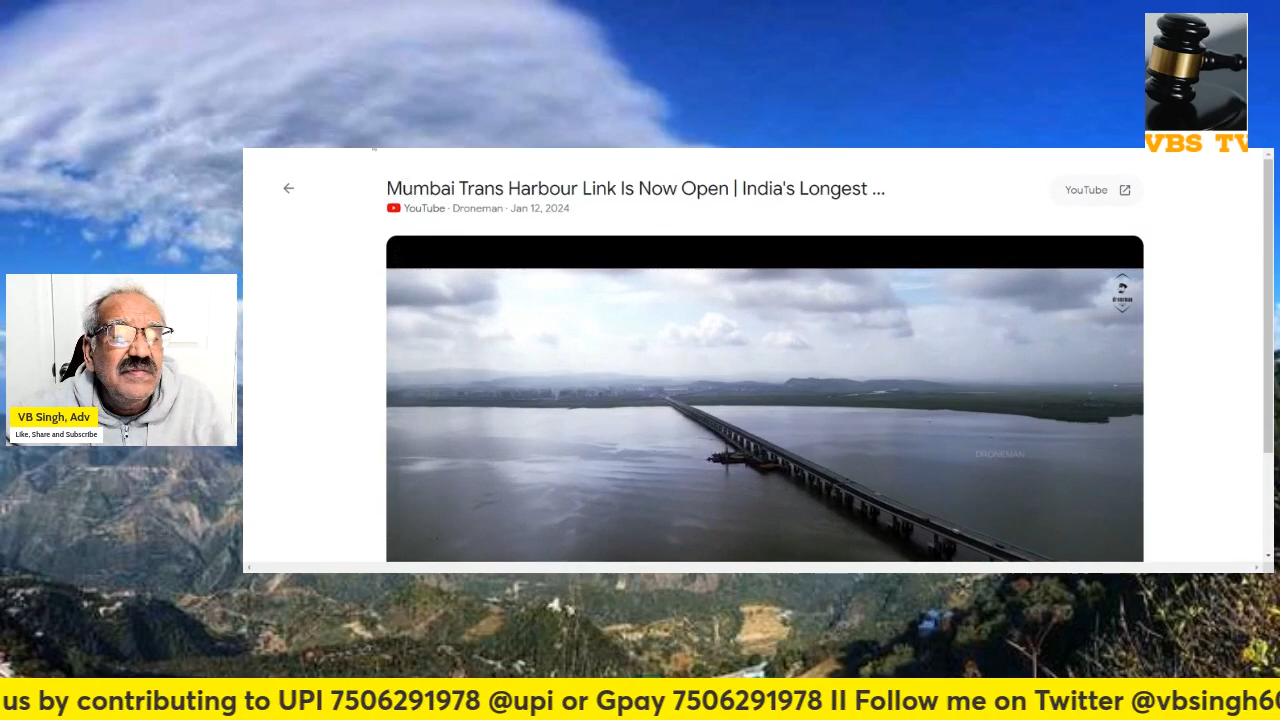 VBS TV
Mumbai Trans Harbour Link Is Now Open | India's Longest ...
YouTube
YouTube · Droneman · Jan 12, 2024
droneman
DRONEMAN
VB Singh, Adv
Like, Share and Subscribe
us by contributing to UPI 7506291978 @upi or Gpay 7506291978 II Follow me on Twitter @vbsingh60